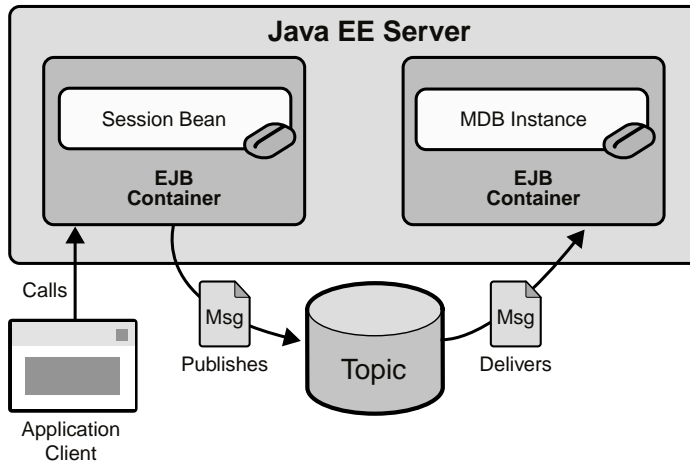 Java EE Server
Session Bean
EJB
Container
MDB Instance
EJB
Container
Calls
Msg
Publishes
Topic
Msg
Delivers
Application
Client